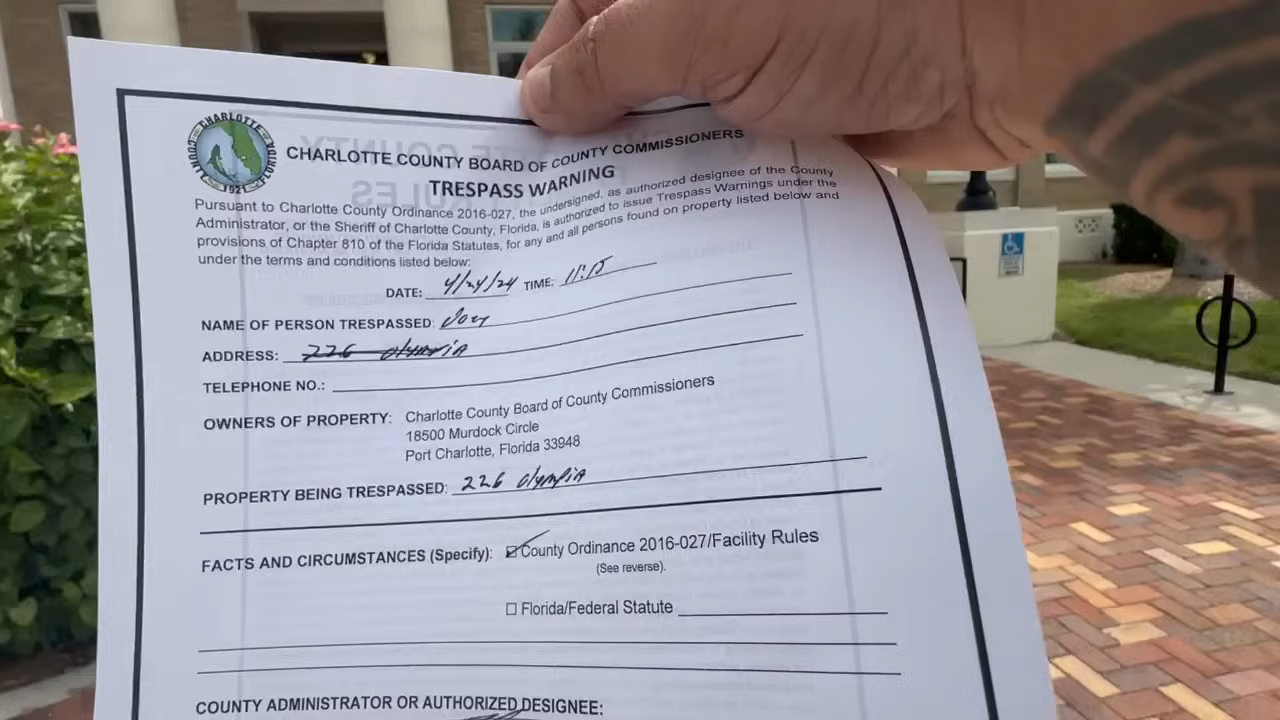 CHARLOTTE COUNTY FLORIDA
1921
CHARLOTTE COUNTY BOARD OF COUNTY COMMISSIONERS
TRESPASS WARNING
Pursuant to Charlotte County Ordinance 2016-027, the undersigned, as authorized designee of the County
Administrator, or the Sheriff of Charlotte County, Florida, is authorized to issue Trespass Warnings under the
provisions of Chapter 810 of the Florida Statutes, for any and all persons found on property listed below and
under the terms and conditions listed below:
DATE: 4/24/24 TIME: 11:15
NAME OF PERSON TRESPASSED: Joey
ADDRESS: 226 olympia
TELEPHONE NO.:
OWNERS OF PROPERTY: Charlotte County Board of County Commissioners
18500 Murdock Circle
Port Charlotte, Florida 33948
PROPERTY BEING TRESPASSED: 226 olympia
FACTS AND CIRCUMSTANCES (Specify): County Ordinance 2016-027/Facility Rules
(See reverse).
Florida/Federal Statute
COUNTY ADMINISTRATOR OR AUTHORIZED DESIGNEE: